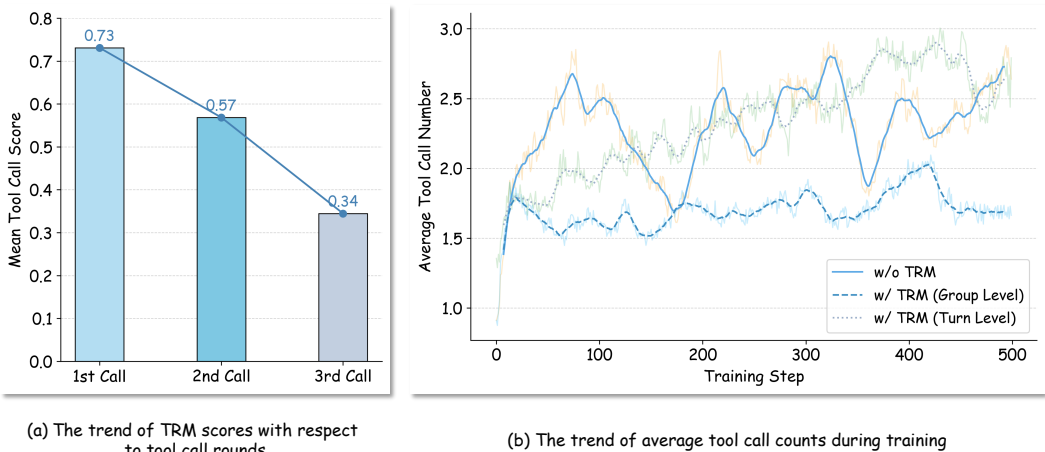 0.8
0.7
0.6
0.5
0.4
0.3
0.2
0.1
0.0
Mean Tool Call Score
0.73
0.57
0.34
1st Call
2nd Call
3rd Call
(a) The trend of TRM scores with respect
to tool call rounds
3.0
2.5
2.0
1.5
1.0
Average Tool Call Number
w/o TRM
w/ TRM (Group Level)
w/ TRM (Turn Level)
0
100
200
300
400
500
Training Step
(b) The trend of average tool call counts during training